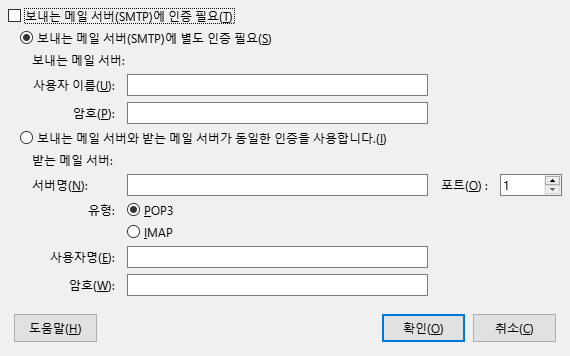 보내는 메일 서버(SMTP)에 인증 필요(T)
보내는 메일 서버(SMTP)에 별도 인증 필요(S)
보내는 메일 서버:
사용자 이름(U):
암호(P):
보내는 메일 서버와 받는 메일 서버가 동일한 인증을 사용합니다.(I)
받는 메일 서버:
서버명(N): 포트(O) : 1
유형: POP3
IMAP
사용자명(E):
암호(W):
도움말(H) 확인(O) 취소(C)